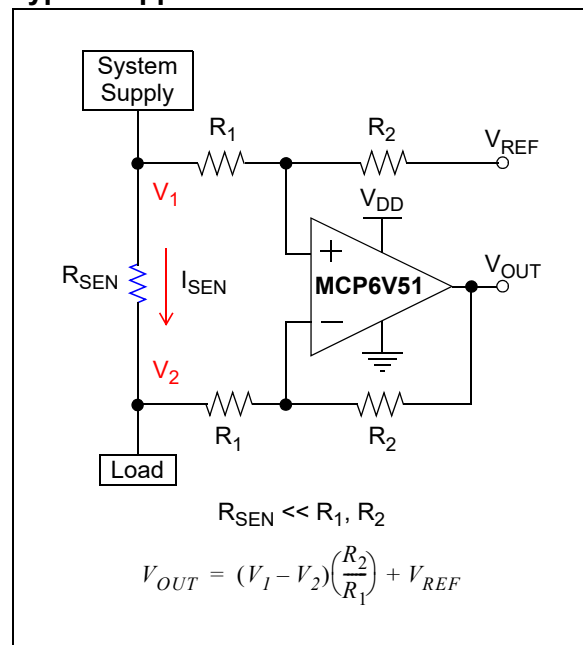 System
Supply
R1
R2
VREF
V1
VDD
+
MCP6V51
VOUT
RSEN
ISEN
−
V2
R1
R2
Load
RSEN << R1, R2
VOUT = (V1 – V2)(R2/R1) + VREF